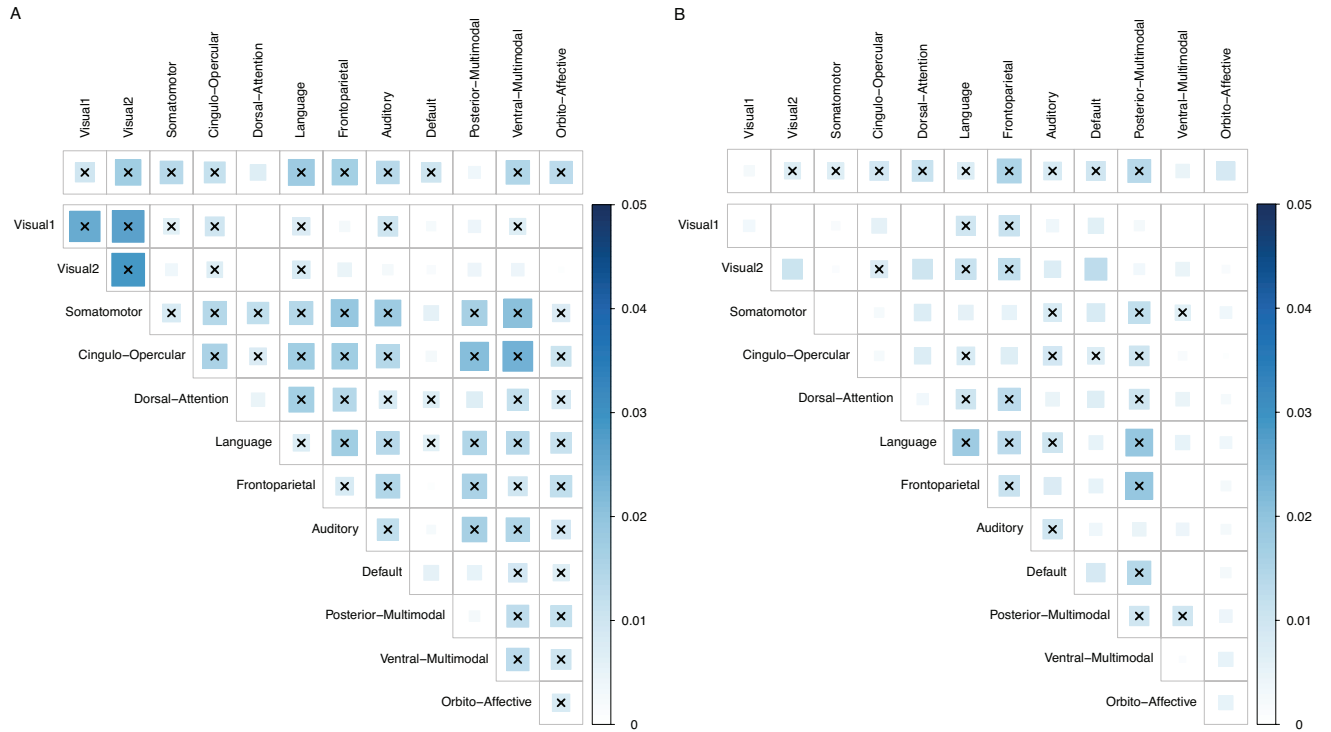 A
Visual1
Visual2
Somatomotor
Cingulo−Opercular
Dorsal−Attention
Language
Frontoparietal
Auditory
Default
Posterior−Multimodal
Ventral−Multimodal
Orbito−Affective
Visual1
Visual2
Somatomotor
Cingulo−Opercular
Dorsal−Attention
Language
Frontoparietal
Auditory
Default
Posterior−Multimodal
Ventral−Multimodal
Orbito−Affective
0.05
0.04
0.03
0.02
0.01
0
B
Visual1
Visual2
Somatomotor
Cingulo−Opercular
Dorsal−Attention
Language
Frontoparietal
Auditory
Default
Posterior−Multimodal
Ventral−Multimodal
Orbito−Affective
Visual1
Visual2
Somatomotor
Cingulo−Opercular
Dorsal−Attention
Language
Frontoparietal
Auditory
Default
Posterior−Multimodal
Ventral−Multimodal
Orbito−Affective
0.05
0.04
0.03
0.02
0.01
0